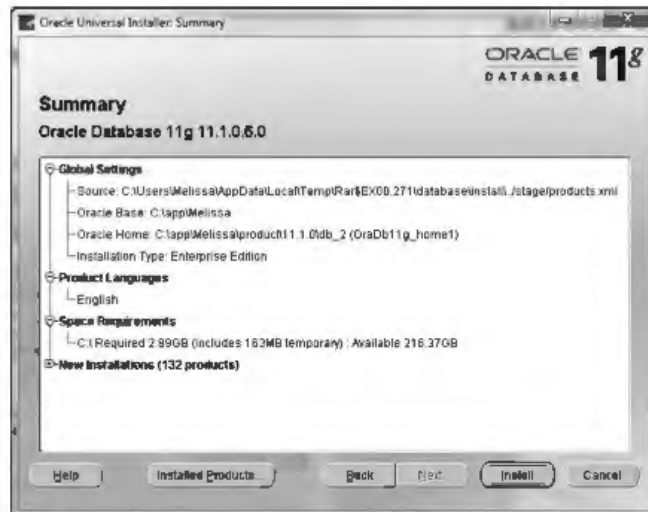 Oracle Universal Installer: Summary
ORACLE 11g
DATABASE
Summary
Oracle Database 11g 11.1.0.6.0
Global Settings
Source: C:\Users\Melissa\AppData\Local\Temp\Rar$EX00.271\database\install\../stage/products.xml
Oracle Base: C:\app\Melissa
Oracle Home: C:\app\Melissa\product\11.1.0\db_2 (OraDb11g_home1)
Installation Type: Enterprise Edition
Product Languages
English
Space Requirements
C:\ Required 2.89GB (includes 163MB temporary) : Available 216.37GB
New Installations (132 products)
Help
Installed Products...
Back
Next
Install
Cancel